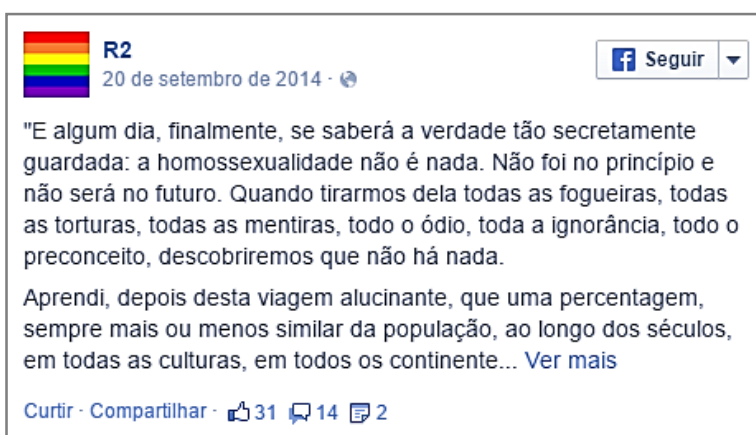 R2
Seguir
20 de setembro de 2014 ·
"E algum dia, finalmente, se saberá a verdade tão secretamente
guardada: a homossexualidade não é nada. Não foi no princípio e
não será no futuro. Quando tirarmos dela todas as fogueiras, todas
as torturas, todas as mentiras, todo o ódio, toda a ignorância, todo o
preconceito, descobriremos que não há nada.
Aprendi, depois desta viagem alucinante, que uma percentagem,
sempre mais ou menos similar da população, ao longo dos séculos,
em todas as culturas, em todos os continente... Ver mais
Curtir · Compartilhar · 31 14 2